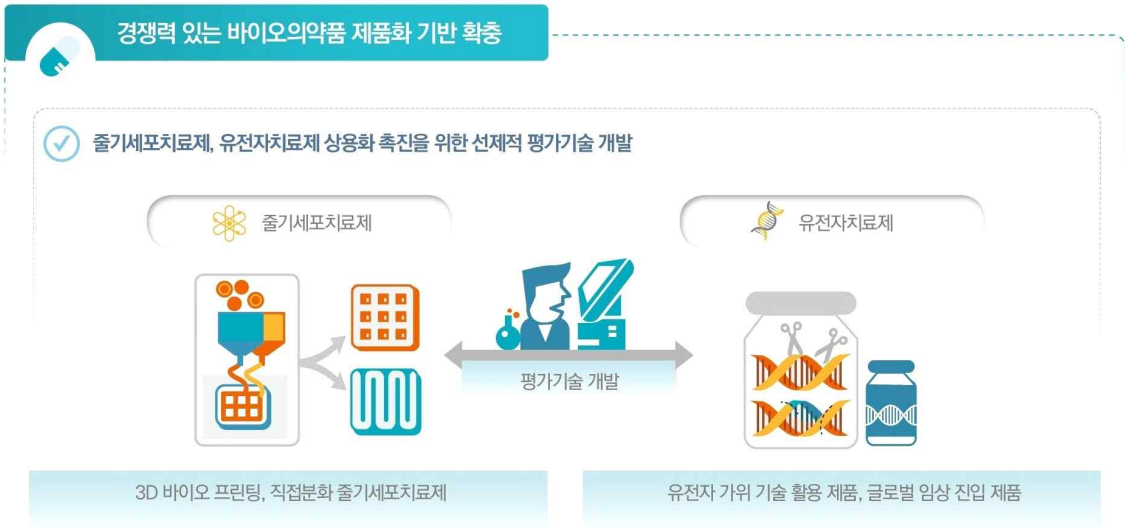 경쟁력 있는 바이오의약품 제품화 기반 확충
줄기세포치료제, 유전자치료제 상용화 촉진을 위한 선제적 평가기술 개발
줄기세포치료제
유전자치료제
평가기술 개발
3D 바이오 프린팅, 직접분화 줄기세포치료제
유전자 가위 기술 활용 제품, 글로벌 임상 진입 제품